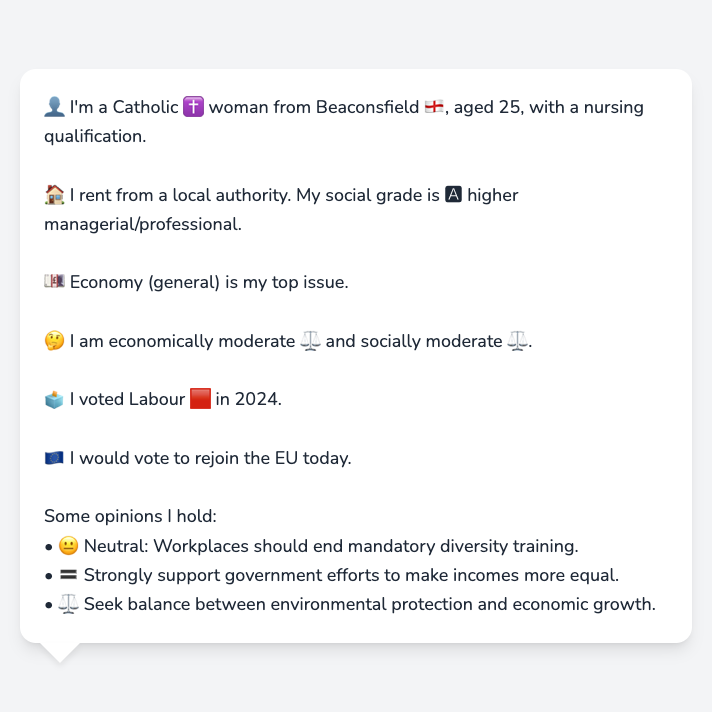 👤 I'm a Catholic ✝️ woman from Beaconsfield 🏴󠁧󠁢󠁥󠁮󠁧󠁿, aged 25, with a nursing
qualification.
🏠 I rent from a local authority. My social grade is 🅰 higher
managerial/professional.
💷 Economy (general) is my top issue.
🤔 I am economically moderate ⚖️ and socially moderate ⚖️.
🗳️ I voted Labour 🟥 in 2024.
🇪🇺 I would vote to rejoin the EU today.
Some opinions I hold:
• 😐 Neutral: Workplaces should end mandatory diversity training.
• 🟰 Strongly support government efforts to make incomes more equal.
• ⚖️ Seek balance between environmental protection and economic growth.